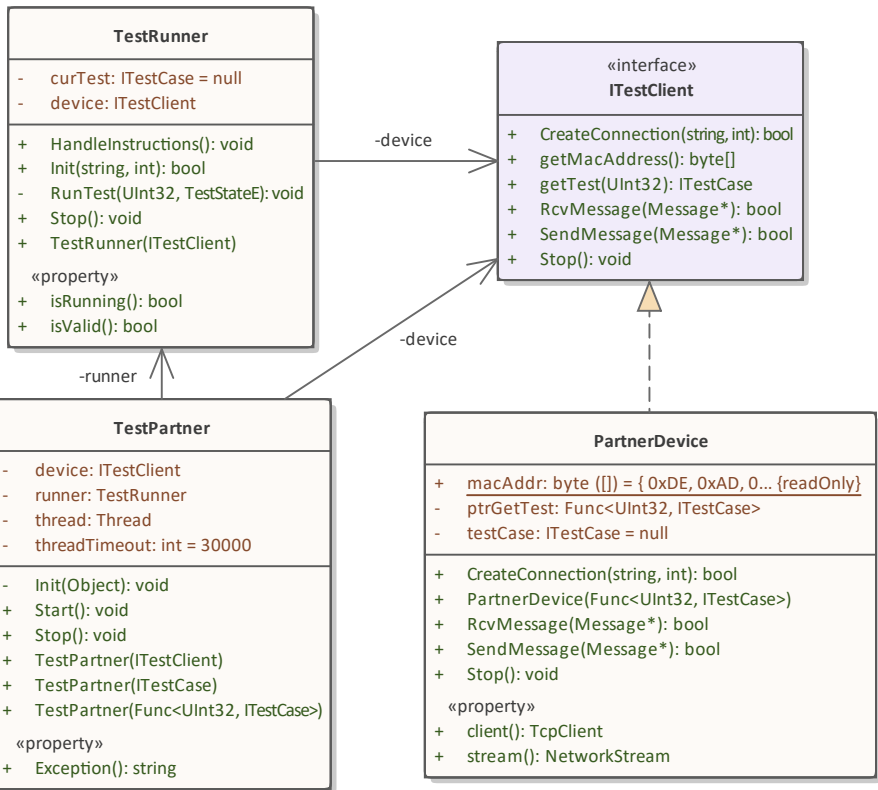 TestRunner
- curTest: ITestCase = null
- device: ITestClient
+ HandleInstructions(): void
+ Init(string, int): bool
- RunTest(UInt32, TestStateE): void
+ Stop(): void
+ TestRunner(ITestClient)
«property»
+ isRunning(): bool
+ isValid(): bool
-device
«interface»
ITestClient
+ CreateConnection(string, int): bool
+ getMacAddress(): byte[]
+ getTest(UInt32): ITestCase
+ RcvMessage(Message*): bool
+ SendMessage(Message*): bool
+ Stop(): void
-device
-runner
TestPartner
- device: ITestClient
- runner: TestRunner
- thread: Thread
- threadTimeout: int = 30000
- Init(Object): void
+ Start(): void
+ Stop(): void
+ TestPartner(ITestClient)
+ TestPartner(ITestCase)
+ TestPartner(Func<UInt32, ITestCase>)
«property»
+ Exception(): string
PartnerDevice
+ macAddr: byte ([]) = { 0xDE, 0xAD, 0... {readOnly}
- ptrGetTest: Func<UInt32, ITestCase>
- testCase: ITestCase = null
+ CreateConnection(string, int): bool
+ PartnerDevice(Func<UInt32, ITestCase>)
+ RcvMessage(Message*): bool
+ SendMessage(Message*): bool
+ Stop(): void
«property»
+ client(): TcpClient
+ stream(): NetworkStream